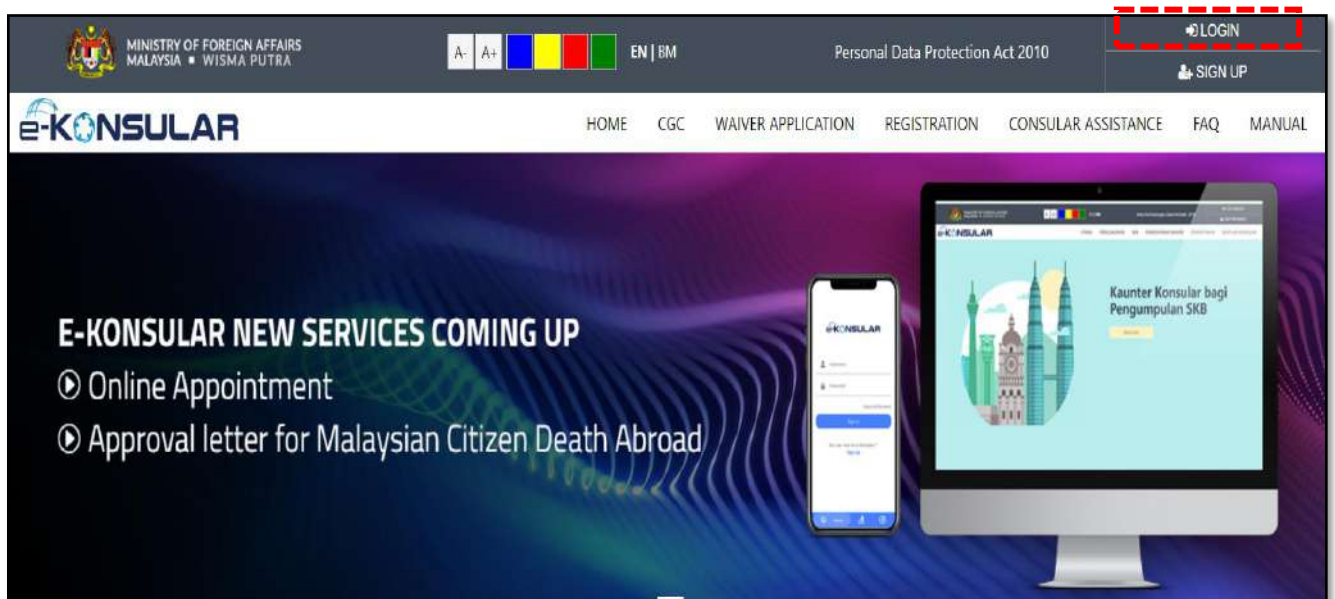 MINISTRY OF FOREIGN AFFAIRS
MALAYSIA ▪ WISMA PUTRA
A- A+
EN | BM
Personal Data Protection Act 2010
LOGIN
SIGN UP
e-KONSULAR
HOME CGC WAIVER APPLICATION REGISTRATION CONSULAR ASSISTANCE FAQ MANUAL
E-KONSULAR NEW SERVICES COMING UP
Online Appointment
Approval letter for Malaysian Citizen Death Abroad
e-KONSULAR
e-KONSULAR
Kaunter Konsular bagi
Pengumpulan SKB